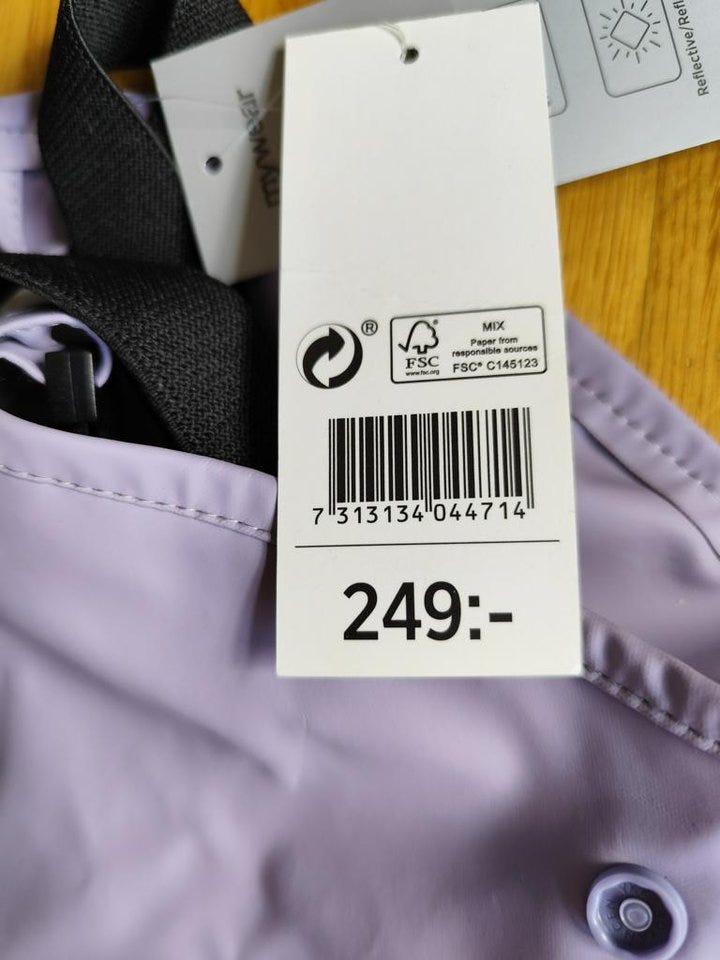 mywear
Reflective/Refl
®
FSC®
www.fsc.org
MIX
Paper from
responsible sources
FSC® C145123
7 313134 044714
249:-